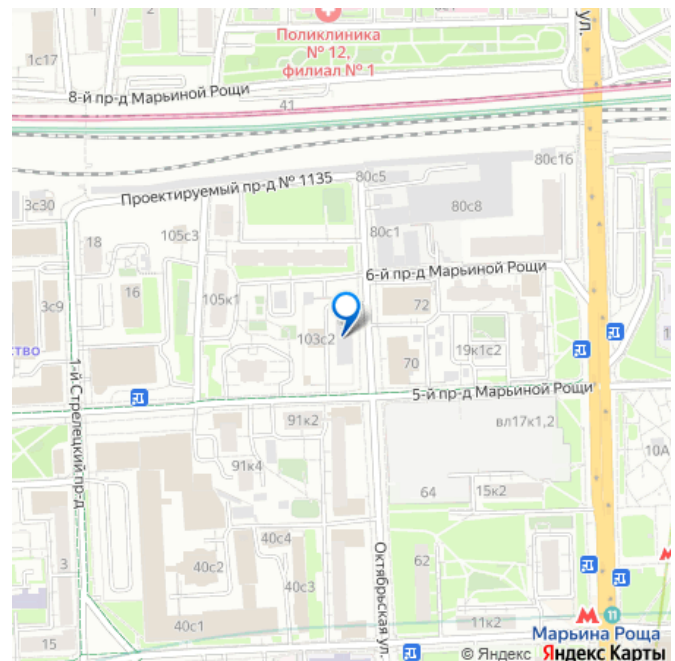 ул.
1с17
Поликлиника
№ 12,
филиал № 1
8-й пр-д Марьиной Рощи
41
80с16
Проектируемый пр-д № 1135
80с5
3с30
80с8
18
105с3
80с1
6-й пр-д Марьиной Рощи
16
105к1
3с9
72
103с2
ство
19к1с2
70
1-й Стрелецкий пр-д
5-й пр-д Марьиной Рощи
91к2
вл17к1,2
10А
91к4
64
15к2
40с4
Октябрьская ул.
62
3
40с2
40с3
11
40с1
11к2
Марьина Роща
15
© Яндекс Яндекс Карты